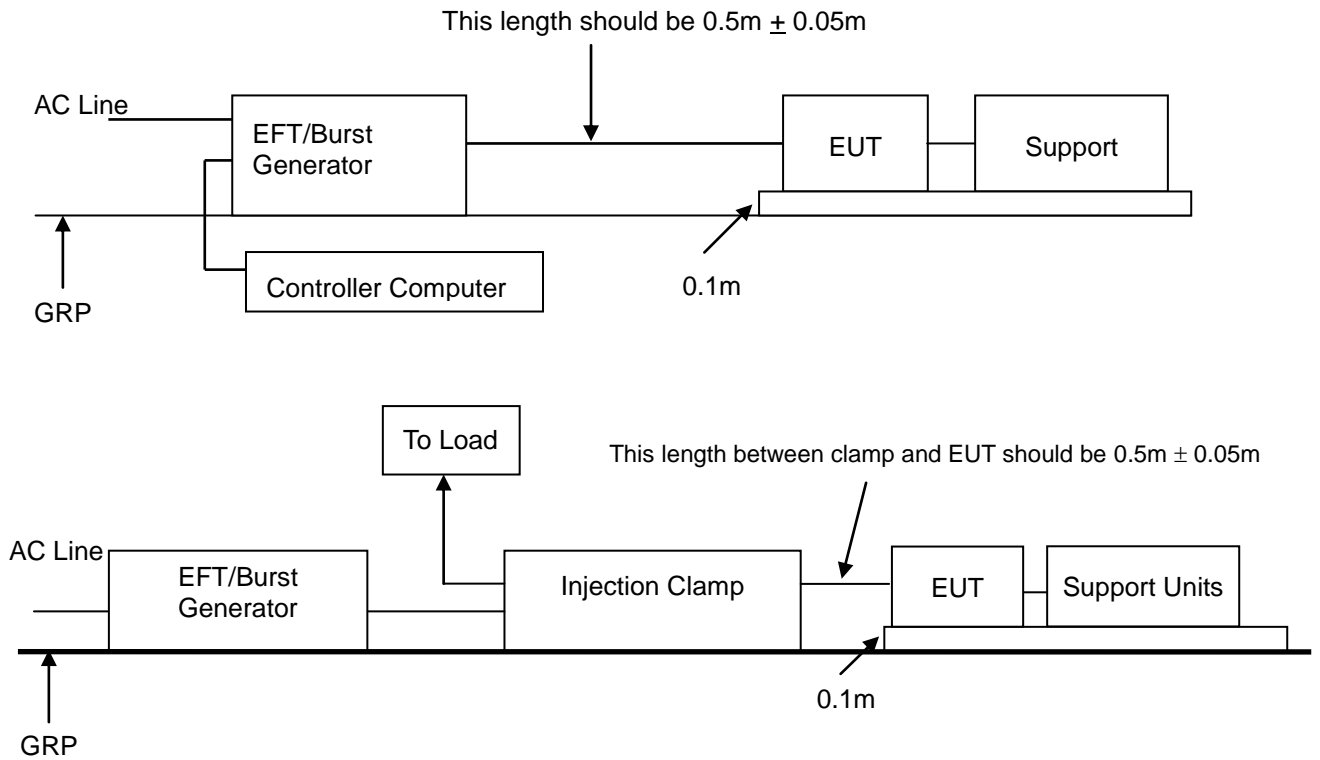 This length should be 0.5m ± 0.05m
AC Line
EFT/Burst
Generator
EUT
Support
Controller Computer
0.1m
GRP
To Load
This length between clamp and EUT should be 0.5m ± 0.05m
AC Line
EFT/Burst
Generator
Injection Clamp
EUT
Support Units
0.1m
GRP